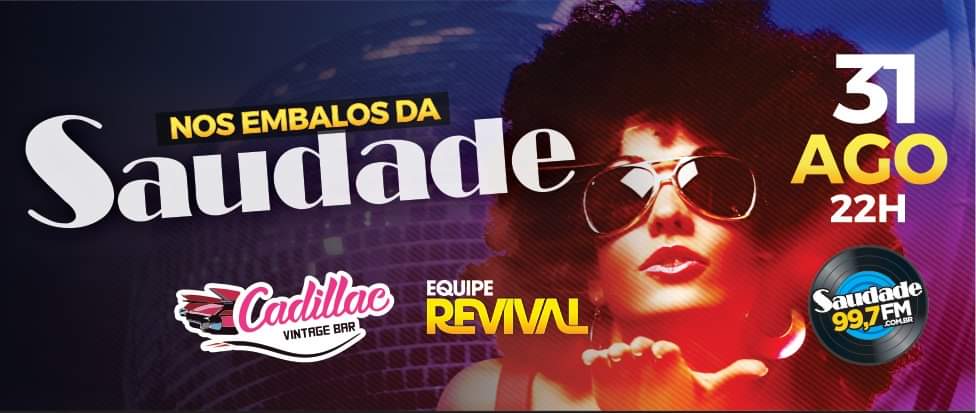 NOS EMBALOS DA
Saudade
31
AGO
22H
Cadillac
VINTAGE BAR
EQUIPE
REVIVAL
Saudade
99,7FM
.COM.BR